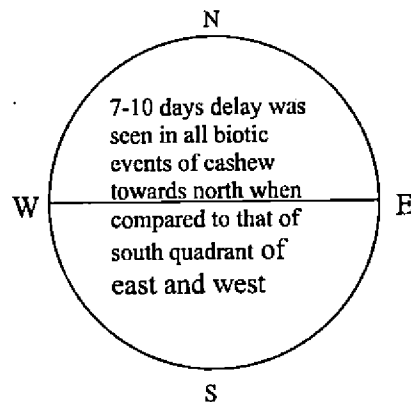 N
7-10 days delay was
seen in all biotic
events of cashew
towards north when
W
E
compared to that of
south quadrant of
east and west
S